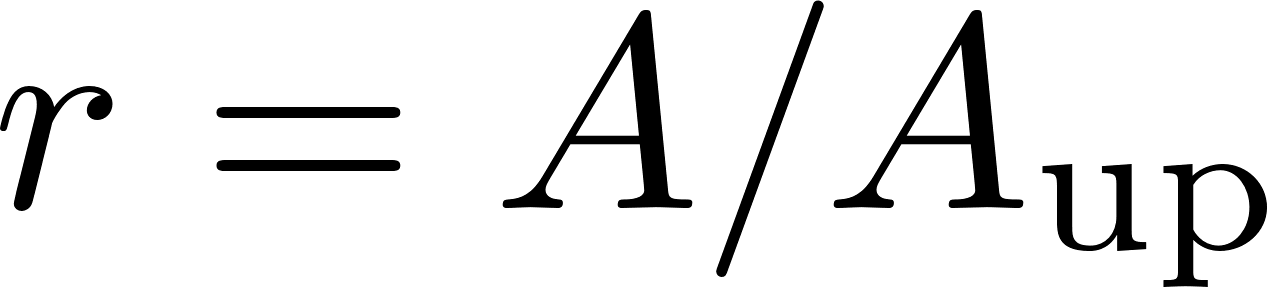 r = A/A_up